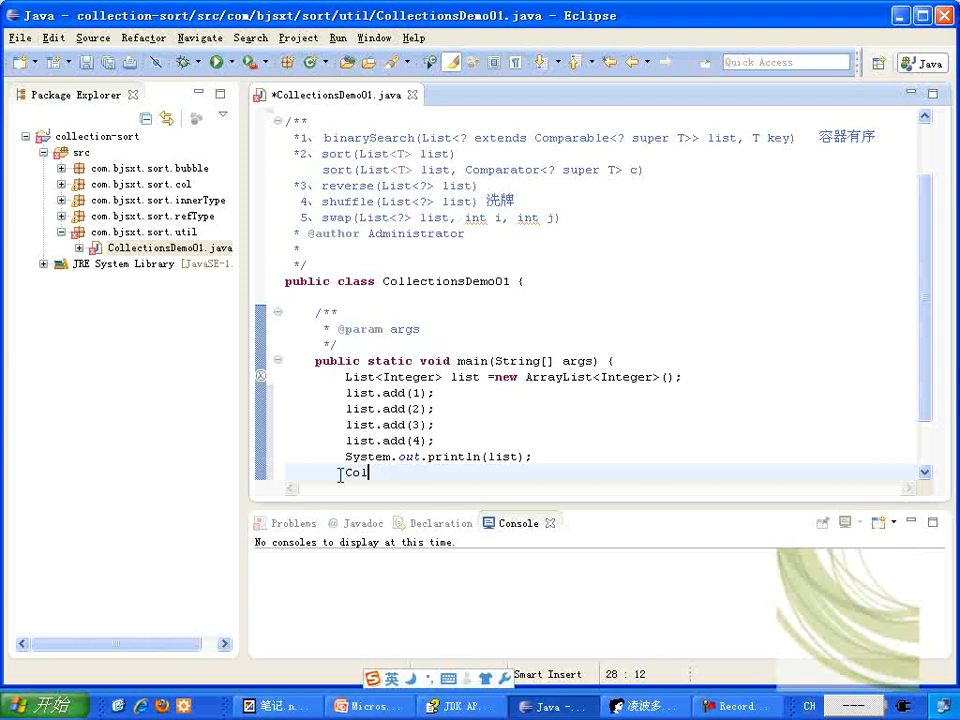 Java - collection-sort/src/com/bjsxt/sort/util/CollectionsDemo01.java - Eclipse
File Edit Source Refactor Navigate Search Project Run Window Help
Quick Access
Java
Package Explorer
*CollectionsDemo01.java
collection-sort
src
com.bjsxt.sort.bubble
com.bjsxt.sort.col
com.bjsxt.sort.innerType
com.bjsxt.sort.refType
com.bjsxt.sort.util
CollectionsDemo01.java
JRE System Library [JavaSE-1.
/**
*1、binarySearch(List<? extends Comparable<? super T>> list, T key) 容器有序
*2、sort(List<T> list)
sort(List<T> list, Comparator<? super T> c)
*3、reverse(List<?> list)
4、shuffle(List<?> list) 洗牌
5、swap(List<?> list, int i, int j)
* @author Administrator
*
*/
public class CollectionsDemo01 {
/**
* @param args
*/
public static void main(String[] args) {
List<Integer> list =new ArrayList<Integer>();
list.add(1);
list.add(2);
list.add(3);
list.add(4);
System.out.println(list);
Col
Problems @ Javadoc Declaration Console
No consoles to display at this time.
英
Smart Insert 28 : 12
开始 笔记.n... Micros... JDK AP... Java -... 凌波多... Record... CH ---